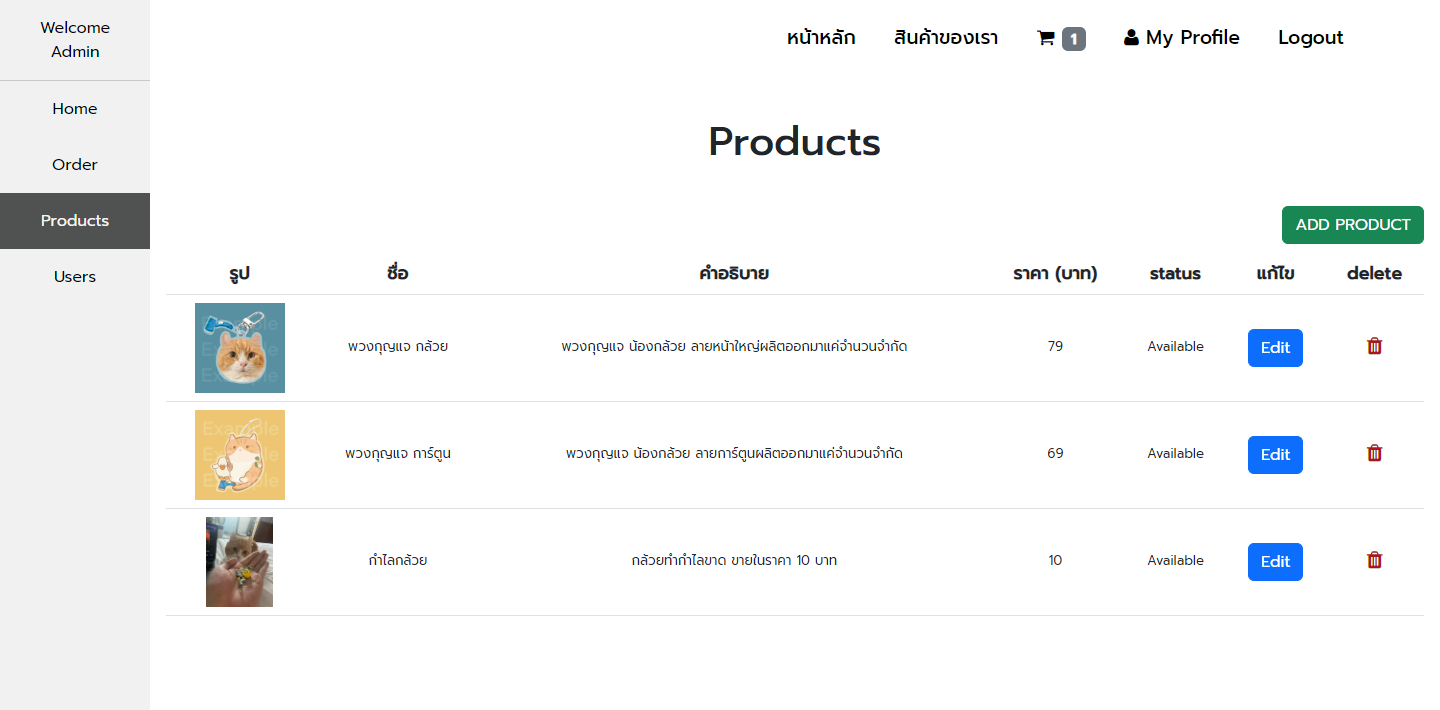 Welcome
Admin
Home
Order
Products
Users
หน้าหลัก สินค้าของเรา 1 My Profile Logout
Products
ADD PRODUCT
รูป ชื่อ คำอธิบาย ราคา (บาท) status แก้ไข delete
Example
Example
Example
พวงกุญแจ กล้วย พวงกุญแจ น้องกล้วย ลายหน้าใหญ่ผลิตออกมาแค่จำนวนจำกัด 79 Available Edit
Example
Example
Example
พวงกุญแจ การ์ตูน พวงกุญแจ น้องกล้วย ลายการ์ตูนผลิตออกมาแค่จำนวนจำกัด 69 Available Edit
กำไลกล้วย กล้วยทำกำไลขาด ขายในราคา 10 บาท 10 Available Edit